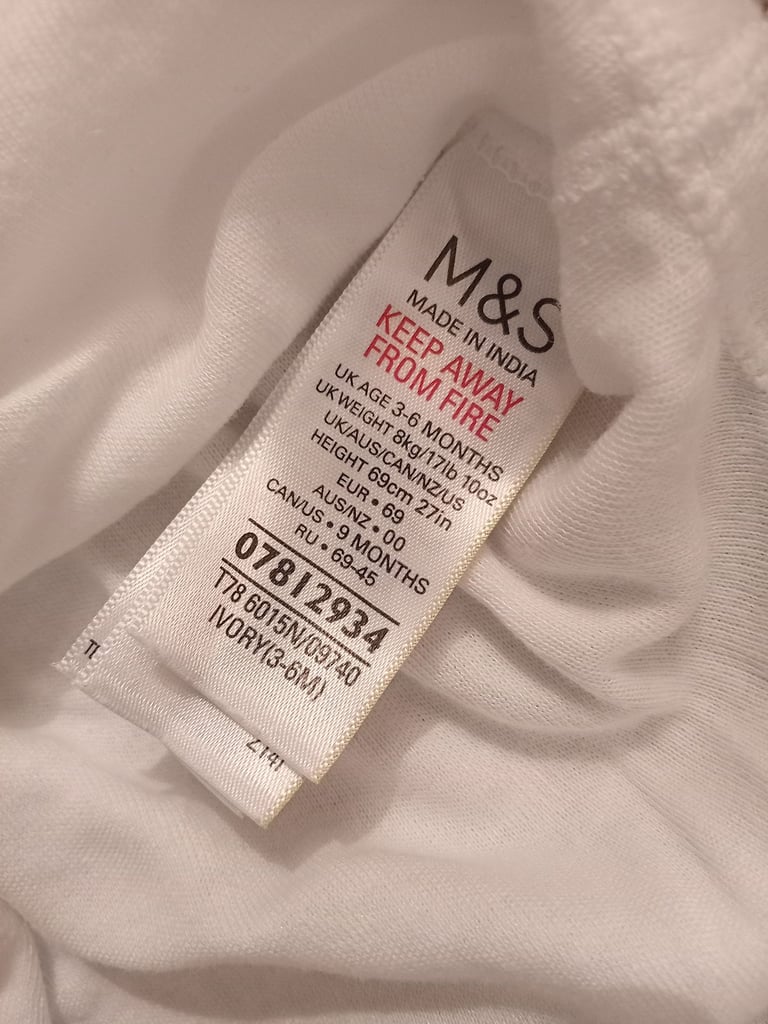 M&S
MADE IN INDIA
KEEP AWAY
FROM FIRE
UK AGE 3-6 MONTHS
UK WEIGHT 8kg/17lb 10oz
UK/AUS/CAN/NZ/US
HEIGHT 69cm 27in
EUR • 69
AUS/NZ • 00
CAN/US • 9 MONTHS
RU • 69-45
07812934
T78 6015N/09740
IVORY(3-6M)